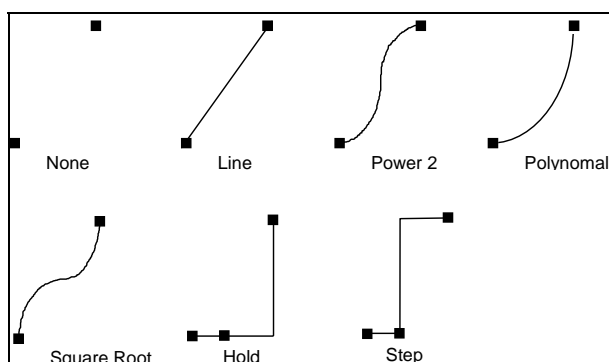 None
Line
Power 2
Polynomal
Square Root
Hold
Step